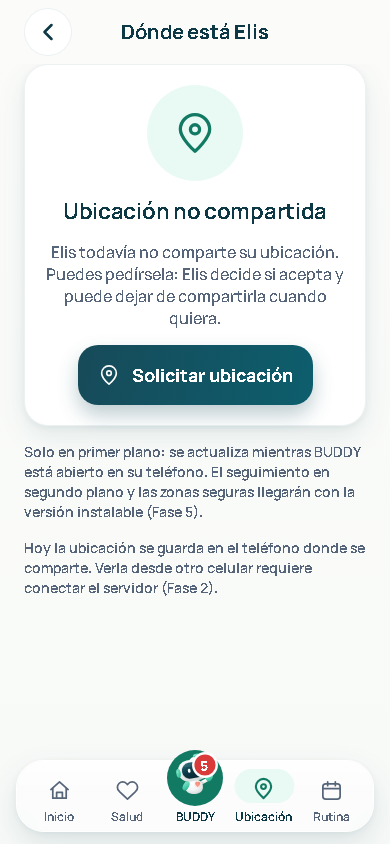 Dónde está Elis
Ubicación no compartida
Elis todavía no comparte su ubicación.
Puedes pedírsela: Elis decide si acepta y
puede dejar de compartirla cuando
quiera.
Solicitar ubicación
Solo en primer plano: se actualiza mientras BUDDY
está abierto en su teléfono. El seguimiento en
segundo plano y las zonas seguras llegarán con la
versión instalable (Fase 5).
Hoy la ubicación se guarda en el teléfono donde se
comparte. Verla desde otro celular requiere
conectar el servidor (Fase 2).
5
Inicio
Salud
BUDDY
Ubicación
Rutina